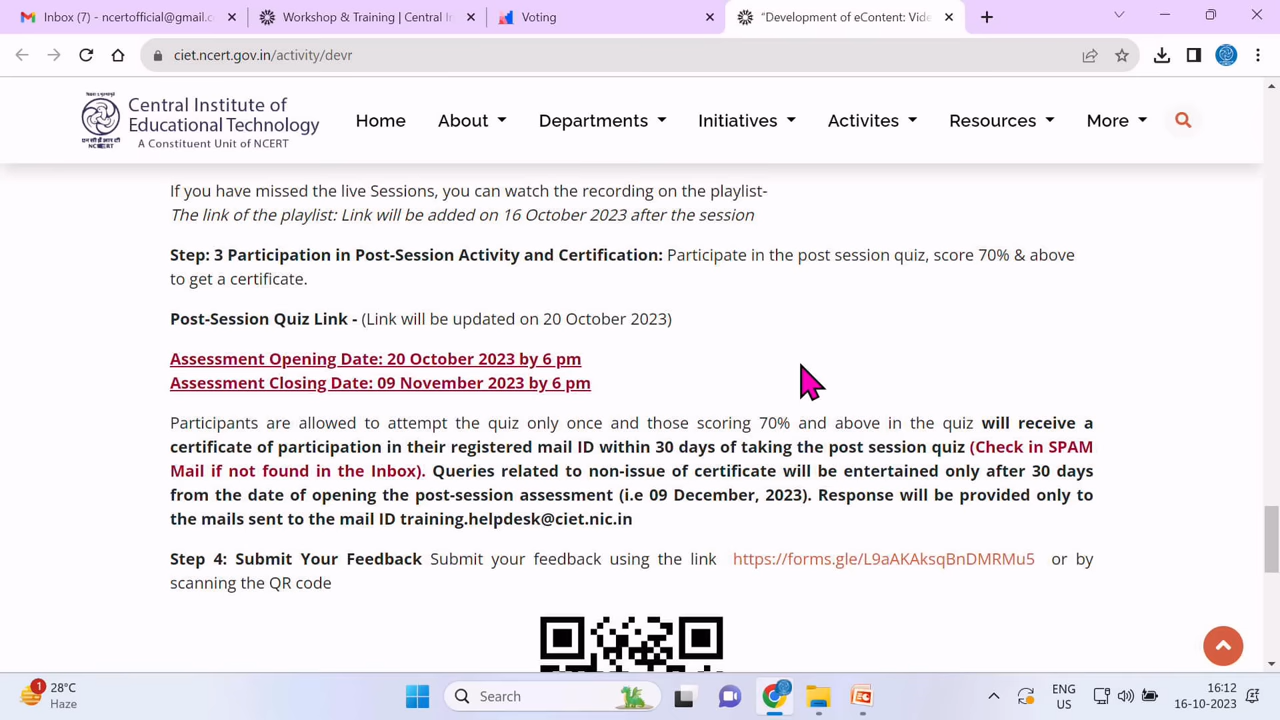 Inbox (7) - ncertofficial@gmail.c
Workshop & Training | Central In
Voting
“Development of eContent: Vide
ciet.ncert.gov.in/activity/devr
Central Institute of
Educational Technology
A Constituent Unit of NCERT
Home
About
Departments
Initiatives
Activites
Resources
More
If you have missed the live Sessions, you can watch the recording on the playlist-
The link of the playlist: Link will be added on 16 October 2023 after the session
Step: 3 Participation in Post-Session Activity and Certification: Participate in the post session quiz, score 70% & above
to get a certificate.
Post-Session Quiz Link - (Link will be updated on 20 October 2023)
Assessment Opening Date: 20 October 2023 by 6 pm
Assessment Closing Date: 09 November 2023 by 6 pm
Participants are allowed to attempt the quiz only once and those scoring 70% and above in the quiz will receive a
certificate of participation in their registered mail ID within 30 days of taking the post session quiz (Check in SPAM
Mail if not found in the Inbox). Queries related to non-issue of certificate will be entertained only after 30 days
from the date of opening the post-session assessment (i.e 09 December, 2023). Response will be provided only to
the mails sent to the mail ID training.helpdesk@ciet.nic.in
Step 4: Submit Your Feedback Submit your feedback using the link https://forms.gle/L9aAKAksqBnDMRMu5 or by
scanning the QR code
1
28°C
Haze
Search
ENG
US
16:12
16-10-2023